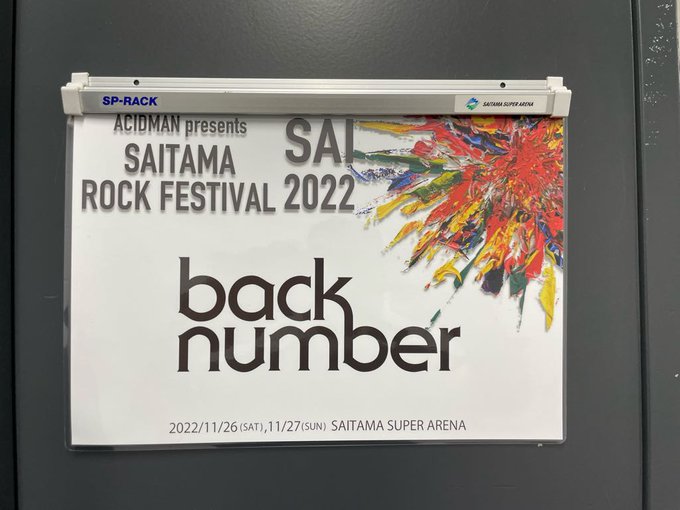 SP-RACK
SAITAMA SUPER ARENA
ACIDMAN presents
SAITAMA
ROCK FESTIVAL
SAI
2022
back
number
2022/11/26(SAT),11/27(SUN) SAITAMA SUPER ARENA